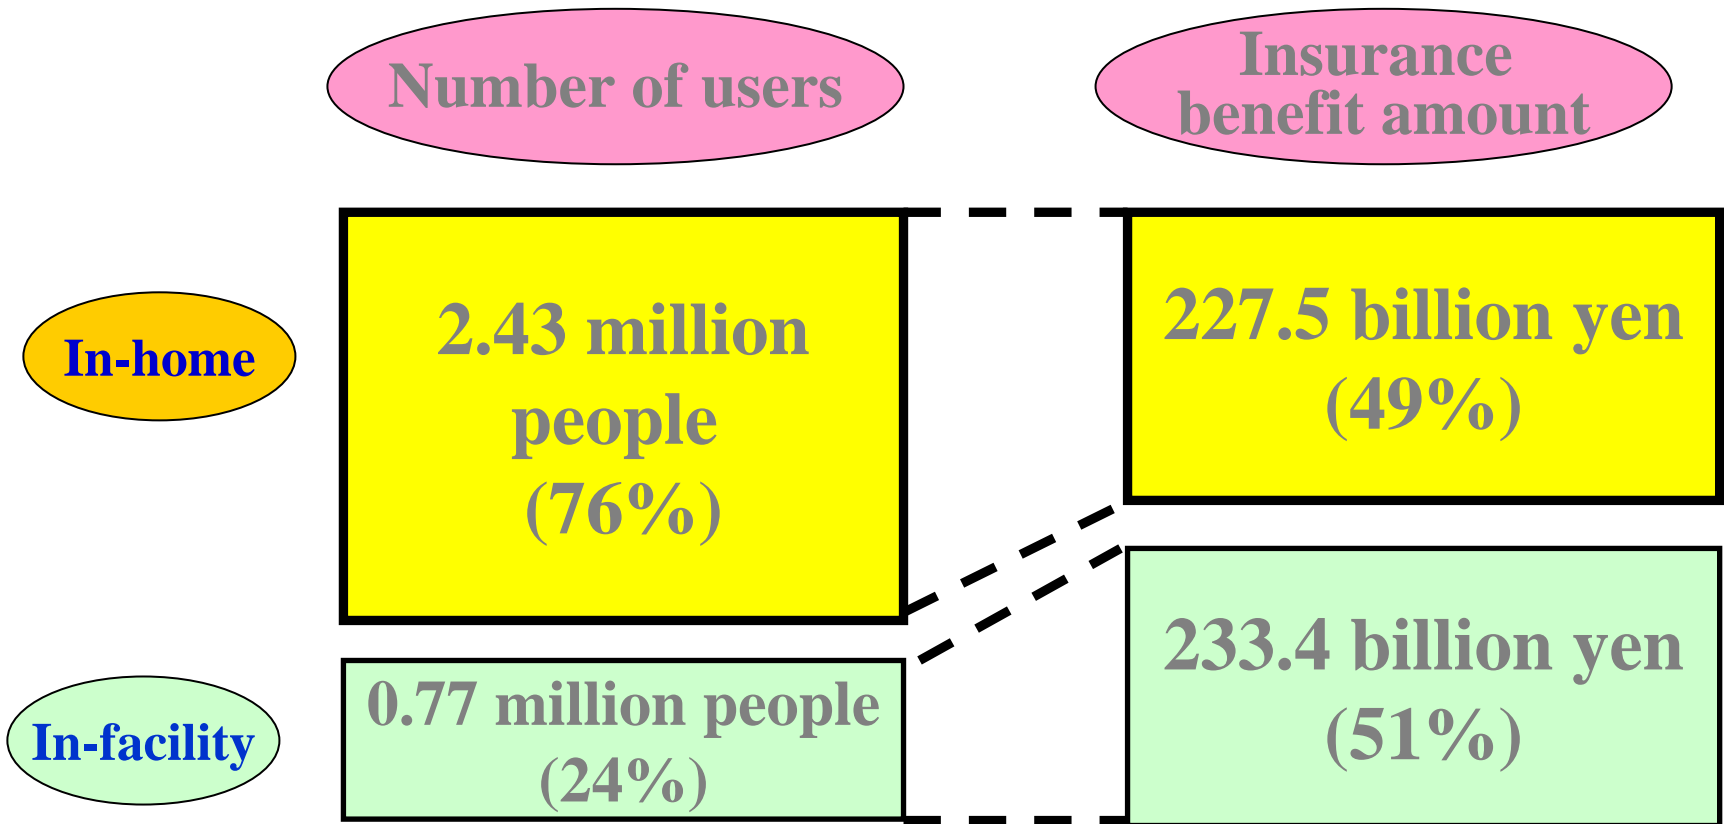 Number of users
Insurance
benefit amount
In-home
2.43 million
people
(76%)
227.5 billion yen
(49%)
In-facility
0.77 million people
(24%)
233.4 billion yen
(51%)